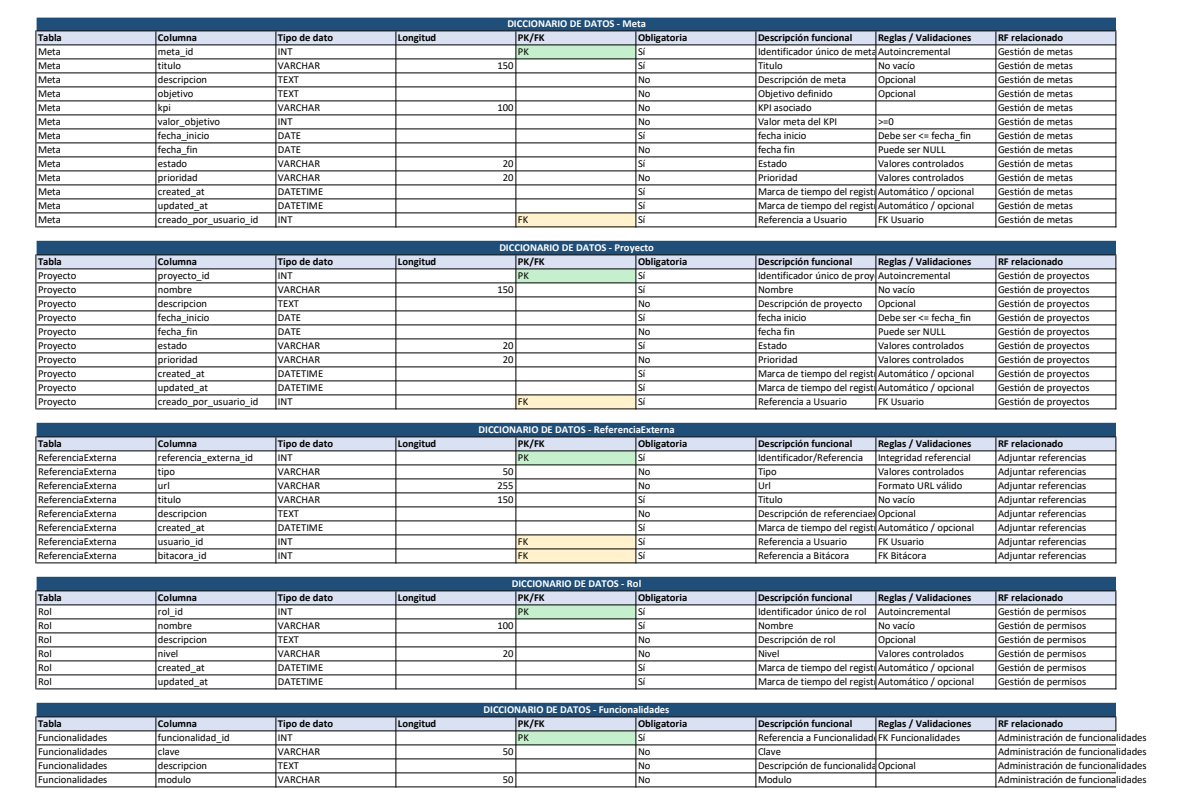 DICCIONARIO DE DATOS - Meta
Tabla Columna Tipo de dato Longitud PK/FK Obligatoria Descripción funcional Reglas / Validaciones RF relacionado
Meta meta_id INT PK Sí Identificador único de meta Autoincremental Gestión de metas
Meta titulo VARCHAR 150 Sí Titulo No vacío Gestión de metas
Meta descripcion TEXT No Descripción de meta Opcional Gestión de metas
Meta objetivo TEXT No Objetivo definido Opcional Gestión de metas
Meta kpi VARCHAR 100 No KPI asociado Gestión de metas
Meta valor_objetivo INT No Valor meta del KPI >=0 Gestión de metas
Meta fecha_inicio DATE Sí fecha inicio Debe ser <= fecha_fin Gestión de metas
Meta fecha_fin DATE No fecha fin Puede ser NULL Gestión de metas
Meta estado VARCHAR 20 Sí Estado Valores controlados Gestión de metas
Meta prioridad VARCHAR 20 No Prioridad Valores controlados Gestión de metas
Meta created_at DATETIME Sí Marca de tiempo del regist Automático / opcional Gestión de metas
Meta updated_at DATETIME Sí Marca de tiempo del regist Automático / opcional Gestión de metas
Meta creado_por_usuario_id INT FK Sí Referencia a Usuario FK Usuario Gestión de metas
DICCIONARIO DE DATOS - Proyecto
Tabla Columna Tipo de dato Longitud PK/FK Obligatoria Descripción funcional Reglas / Validaciones RF relacionado
Proyecto proyecto_id INT PK Sí Identificador único de proy Autoincremental Gestión de proyectos
Proyecto nombre VARCHAR 150 Sí Nombre No vacío Gestión de proyectos
Proyecto descripcion TEXT No Descripción de proyecto Opcional Gestión de proyectos
Proyecto fecha_inicio DATE Sí fecha inicio Debe ser <= fecha_fin Gestión de proyectos
Proyecto fecha_fin DATE No fecha fin Puede ser NULL Gestión de proyectos
Proyecto estado VARCHAR 20 Sí Estado Valores controlados Gestión de proyectos
Proyecto prioridad VARCHAR 20 No Prioridad Valores controlados Gestión de proyectos
Proyecto created_at DATETIME Sí Marca de tiempo del regist Automático / opcional Gestión de proyectos
Proyecto updated_at DATETIME Sí Marca de tiempo del regist Automático / opcional Gestión de proyectos
Proyecto creado_por_usuario_id INT FK Sí Referencia a Usuario FK Usuario Gestión de proyectos
DICCIONARIO DE DATOS - ReferenciaExterna
Tabla Columna Tipo de dato Longitud PK/FK Obligatoria Descripción funcional Reglas / Validaciones RF relacionado
ReferenciaExterna referencia_externa_id INT PK Sí Identificador/Referencia Integridad referencial Adjuntar referencias
ReferenciaExterna tipo VARCHAR 50 No Tipo Valores controlados Adjuntar referencias
ReferenciaExterna url VARCHAR 255 No Url Formato URL válido Adjuntar referencias
ReferenciaExterna titulo VARCHAR 150 Sí Titulo No vacío Adjuntar referencias
ReferenciaExterna descripcion TEXT No Descripción de referenciaex Opcional Adjuntar referencias
ReferenciaExterna created_at DATETIME Sí Marca de tiempo del regist Automático / opcional Adjuntar referencias
ReferenciaExterna usuario_id INT FK Sí Referencia a Usuario FK Usuario Adjuntar referencias
ReferenciaExterna bitacora_id INT FK Sí Referencia a Bitácora FK Bitácora Adjuntar referencias
DICCIONARIO DE DATOS - Rol
Tabla Columna Tipo de dato Longitud PK/FK Obligatoria Descripción funcional Reglas / Validaciones RF relacionado
Rol rol_id INT PK Sí Identificador único de rol Autoincremental Gestión de permisos
Rol nombre VARCHAR 100 Sí Nombre No vacío Gestión de permisos
Rol descripcion TEXT No Descripción de rol Opcional Gestión de permisos
Rol nivel VARCHAR 20 No Nivel Valores controlados Gestión de permisos
Rol created_at DATETIME Sí Marca de tiempo del regist Automático / opcional Gestión de permisos
Rol updated_at DATETIME Sí Marca de tiempo del regist Automático / opcional Gestión de permisos
DICCIONARIO DE DATOS - Funcionalidades
Tabla Columna Tipo de dato Longitud PK/FK Obligatoria Descripción funcional Reglas / Validaciones RF relacionado
Funcionalidades funcionalidad_id INT PK Sí Referencia a Funcionalidad FK Funcionalidades Administración de funcionalidades
Funcionalidades clave VARCHAR 50 No Clave Administración de funcionalidades
Funcionalidades descripcion TEXT No Descripción de funcionalida Opcional Administración de funcionalidades
Funcionalidades modulo VARCHAR 50 No Modulo Administración de funcionalidades